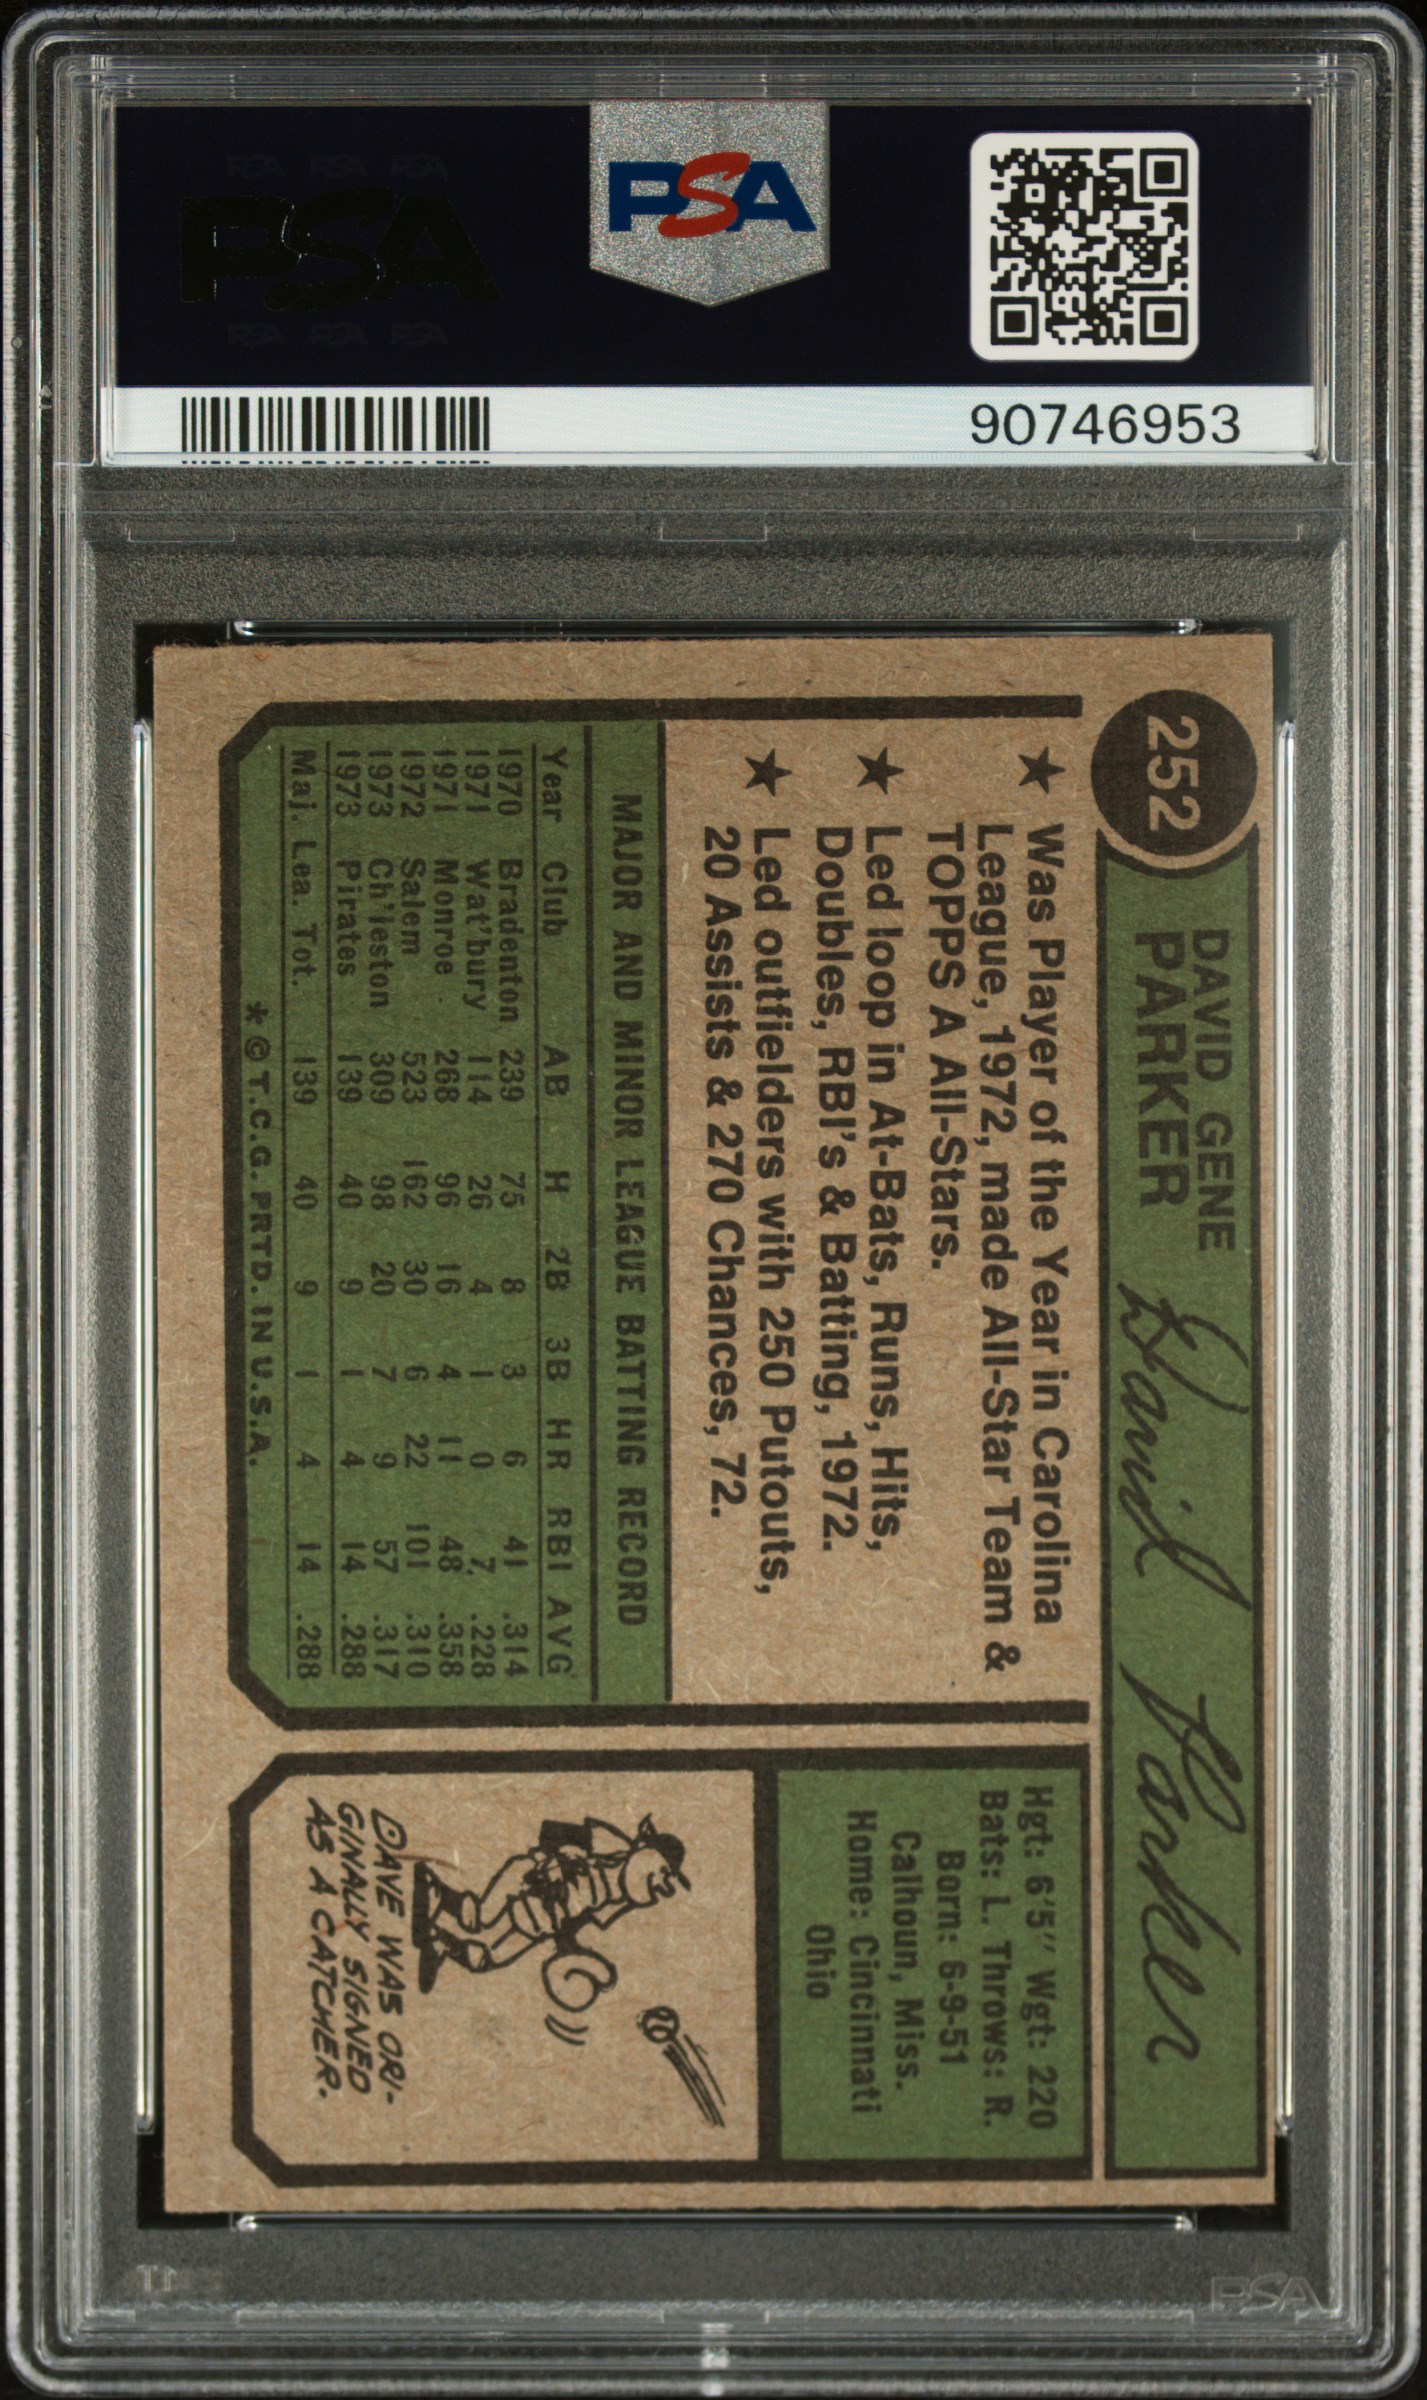 PSA PSA PSA
PSA
PSA PSA PSA
PSA
90746953
252
DAVID GENE
PARKER
David Parker
★ Was Player of the Year in Carolina
League, 1972, made All-Star Team &
TOPPS A All-Stars.
★ Led loop in At-Bats, Runs, Hits,
Doubles, RBI's & Batting, 1972.
★ Led outfielders with 250 Putouts,
20 Assists & 270 Chances, 72.
MAJOR AND MINOR LEAGUE BATTING RECORD
Year Club AB H 2B 3B HR RBI AVG
1970 Bradenton 239 75 8 3 6 41 .314
1971 Wat'bury 114 26 4 1 0 7 .228
1971 Monroe 268 96 16 4 11 48 .358
1972 Salem 523 162 30 6 22 101 .310
1973 Ch'leston 309 98 20 7 9 57 .317
1973 Pirates 139 40 9 1 4 14 .288
Maj. Lea. Tot. 139 40 9 1 4 14 .288
* © T.C.G. PRTD. IN U.S.A.
Hgt: 6'5" Wgt: 220
Bats: L. Throws: R.
Born: 6-9-51
Calhoun, Miss.
Home: Cincinnati
Ohio
DAVE WAS ORI-
GINALLY SIGNED
AS A CATCHER.
PSA